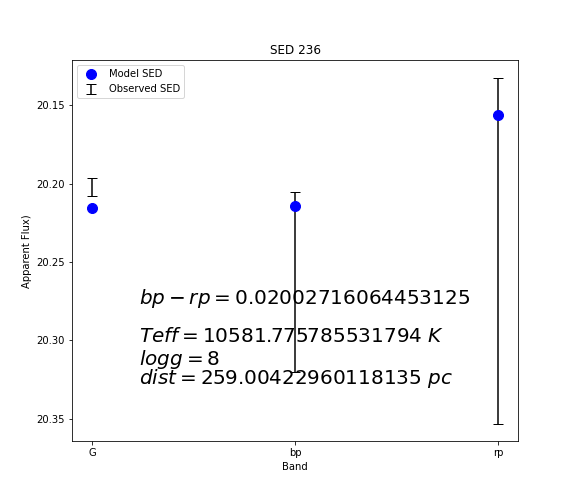 SED 236
Model SED
Observed SED
20.15
20.20
20.25
20.30
20.35
Apparent Flux)
bp − rp = 0.02002716064453125
Teff = 10581.775785531794 K
logg = 8
dist = 259.00422960118135 pc
G bp rp
Band